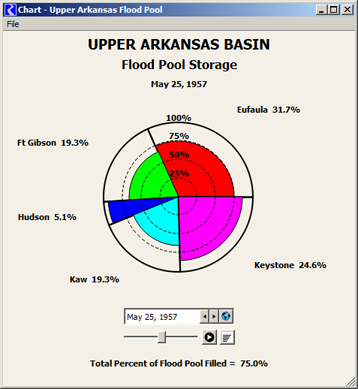 Chart - Upper Arkansas Flood Pool
File
UPPER ARKANSAS BASIN
Flood Pool Storage
May 25, 1957
Eufaula 31.7%
100%
75%
50%
25%
Ft Gibson 19.3%
Hudson 5.1%
Keystone 24.6%
Kaw 19.3%
May 25, 1957
Total Percent of Flood Pool Filled = 75.0%